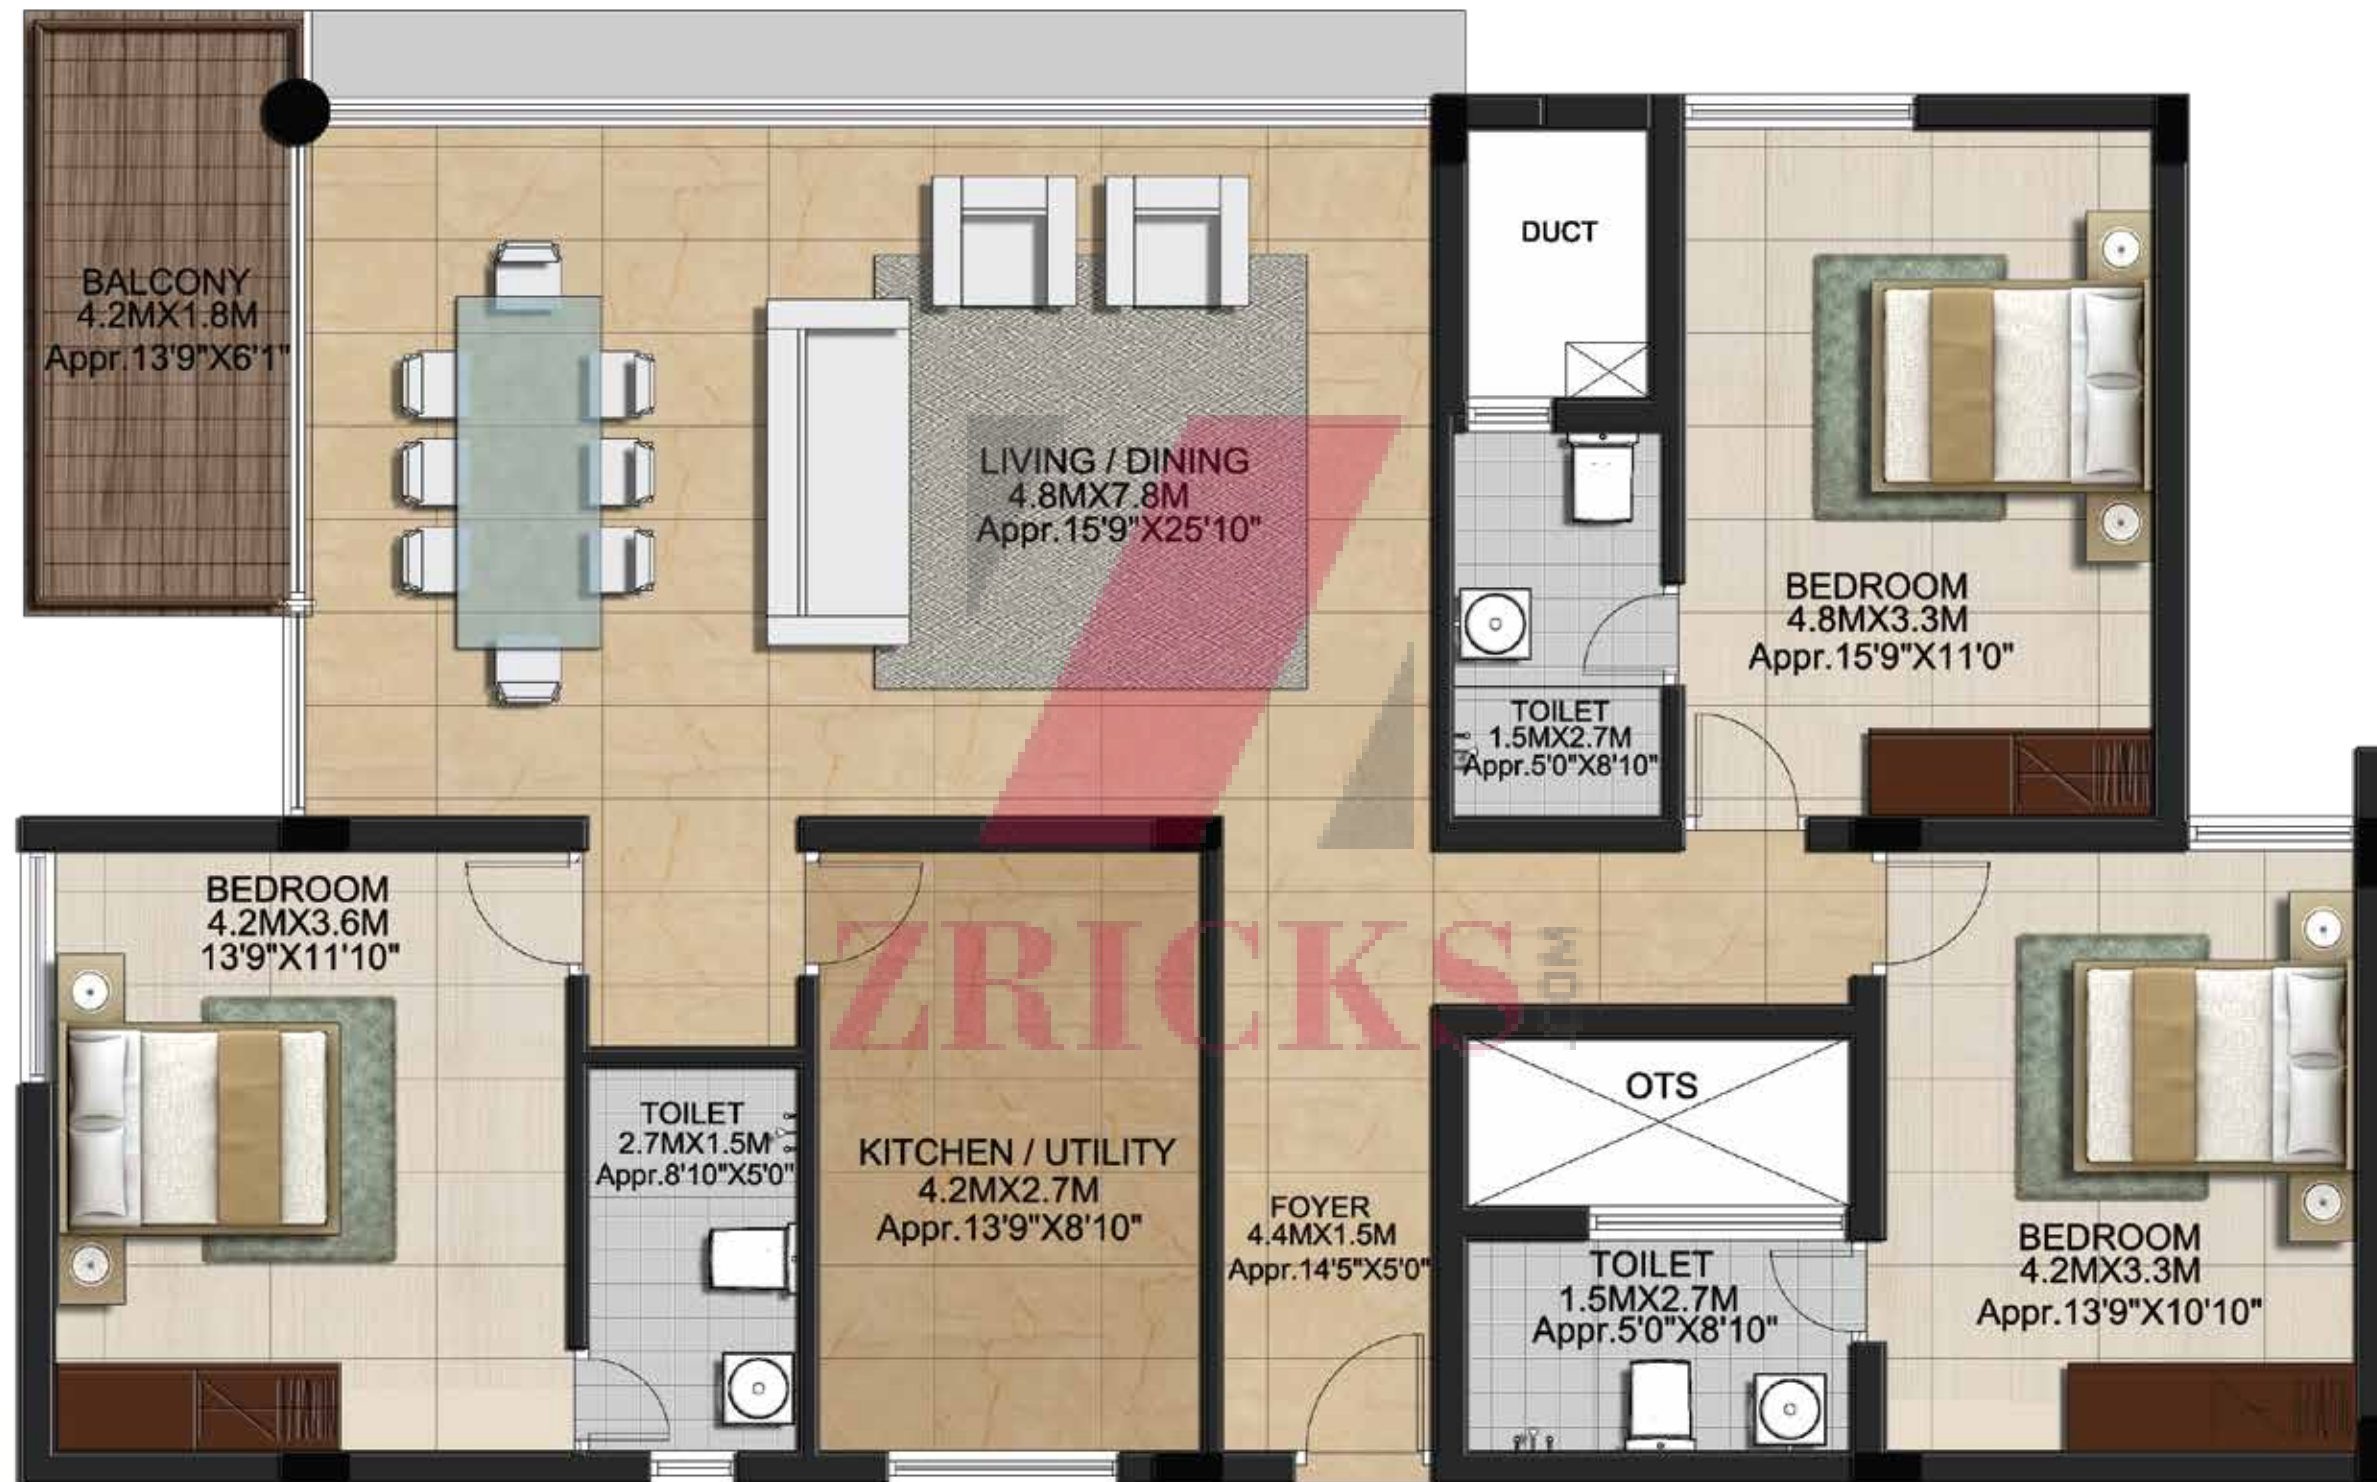 BALCONY
4.2MX1.8M
Appr.13'9"X6'1"
LIVING / DINING
4.8MX7.8M
Appr.15'9"X25'10"
DUCT
BEDROOM
4.8MX3.3M
Appr.15'9"X11'0"
TOILET
1.5MX2.7M
Appr.5'0"X8'10"
BEDROOM
4.2MX3.6M
13'9"X11'10"
TOILET
2.7MX1.5M
Appr.8'10"X5'0"
KITCHEN / UTILITY
4.2MX2.7M
Appr.13'9"X8'10"
ZRICKS
.COM
FOYER
4.4MX1.5M
Appr.14'5"X5'0"
OTS
TOILET
1.5MX2.7M
Appr.5'0"X8'10"
BEDROOM
4.2MX3.3M
Appr.13'9"X10'10"